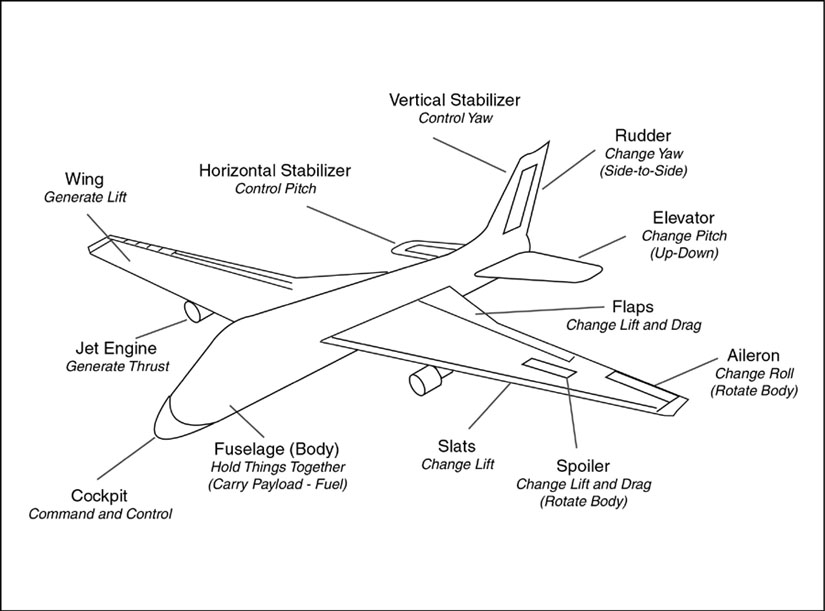 Vertical Stabilizer
Control Yaw
Rudder
Change Yaw
(Side-to-Side)
Horizontal Stabilizer
Control Pitch
Wing
Generate Lift
Elevator
Change Pitch
(Up-Down)
Flaps
Change Lift and Drag
Jet Engine
Generate Thrust
Aileron
Change Roll
(Rotate Body)
Fuselage (Body)
Hold Things Together
(Carry Payload - Fuel)
Slats
Change Lift
Spoiler
Change Lift and Drag
(Rotate Body)
Cockpit
Command and Control